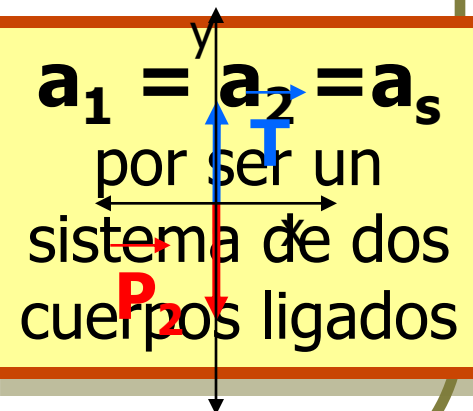 y
a₁ = a₂ =aₛ
T
por ser un
x
sistema de dos
P₂
cuerpos ligados